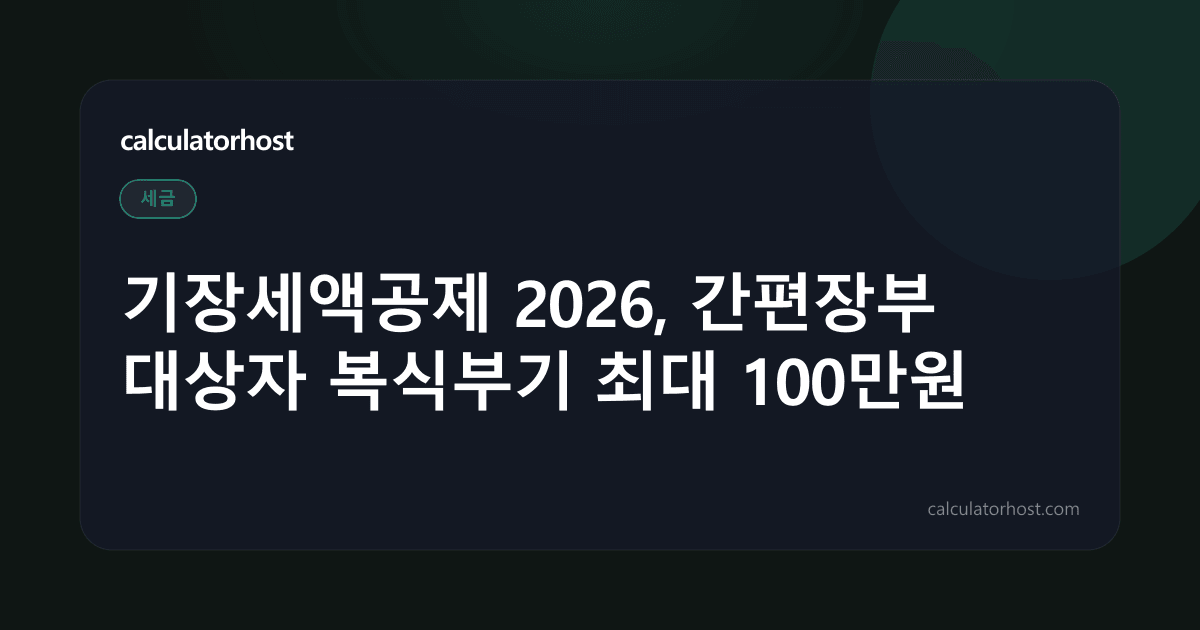 calculatorhost
세금
기장세액공제 2026, 간편장부
대상자 복식부기 최대 100만원
calculatorhost.com